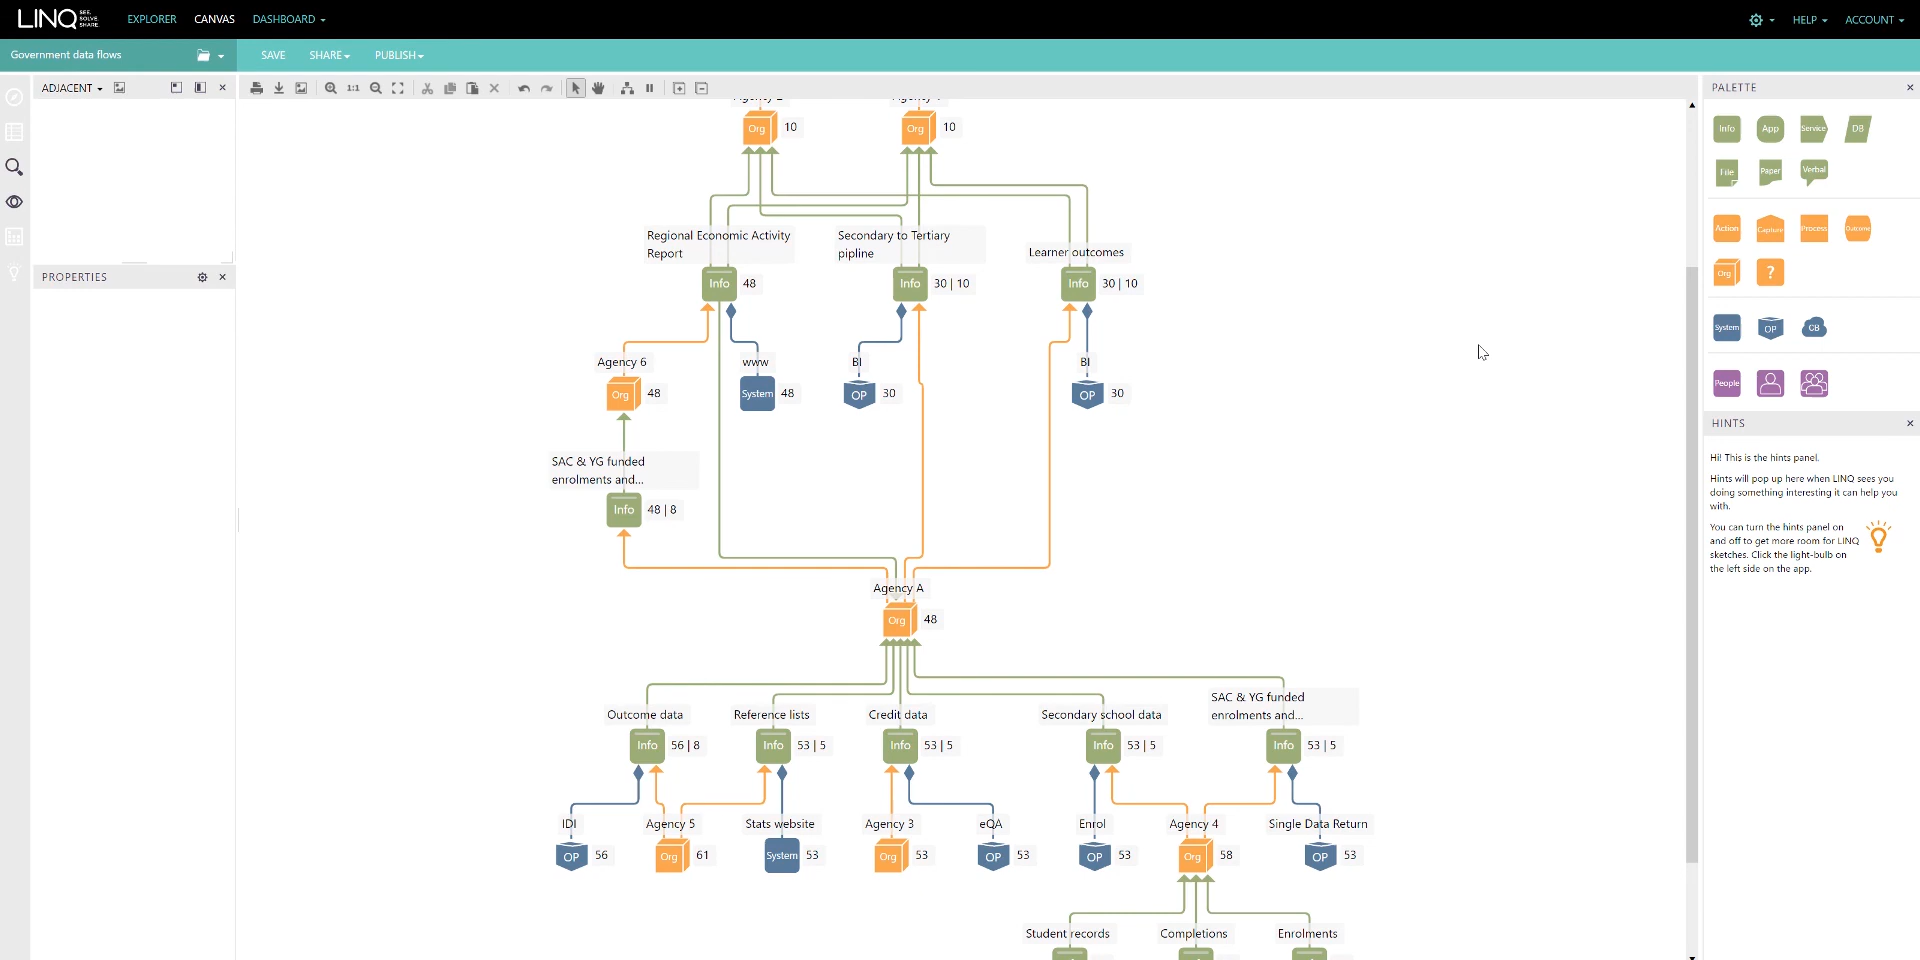 LINQ SEE. SOLVE. SHARE.
EXPLORER CANVAS DASHBOARD
HELP ACCOUNT
Government data flows
SAVE SHARE PUBLISH
ADJACENT
1:1
PALETTE
PROPERTIES
Org 10
Org 10
Regional Economic Activity
Report
Secondary to Tertiary
pipline
Learner outcomes
Info 48
Info 30 | 10
Info 30 | 10
Agency 6
www
BI
BI
Org 48
System 48
OP 30
OP 30
SAC & YG funded
enrolments and...
Info 48 | 8
Agency A
Org 48
Outcome data
Reference lists
Credit data
Secondary school data
SAC & YG funded
enrolments and...
Info 56 | 8
Info 53 | 5
Info 53 | 5
Info 53 | 5
Info 53 | 5
IDI
Agency 5
Stats website
Agency 3
eQA
Enrol
Agency 4
Single Data Return
OP 56
Org 61
System 53
Org 53
OP 53
OP 53
Org 58
OP 53
Student records
Completions
Enrolments
Info App Service DB
File Paper Verbal
Action Capture Process Outcome
Org ?
System OP CB
People
HINTS
Hi! This is the hints panel.
Hints will pop up here when LINQ sees you
doing something interesting it can help you
with.
You can turn the hints panel on
and off to get more room for LINQ
sketches. Click the light-bulb on
the left side on the app.